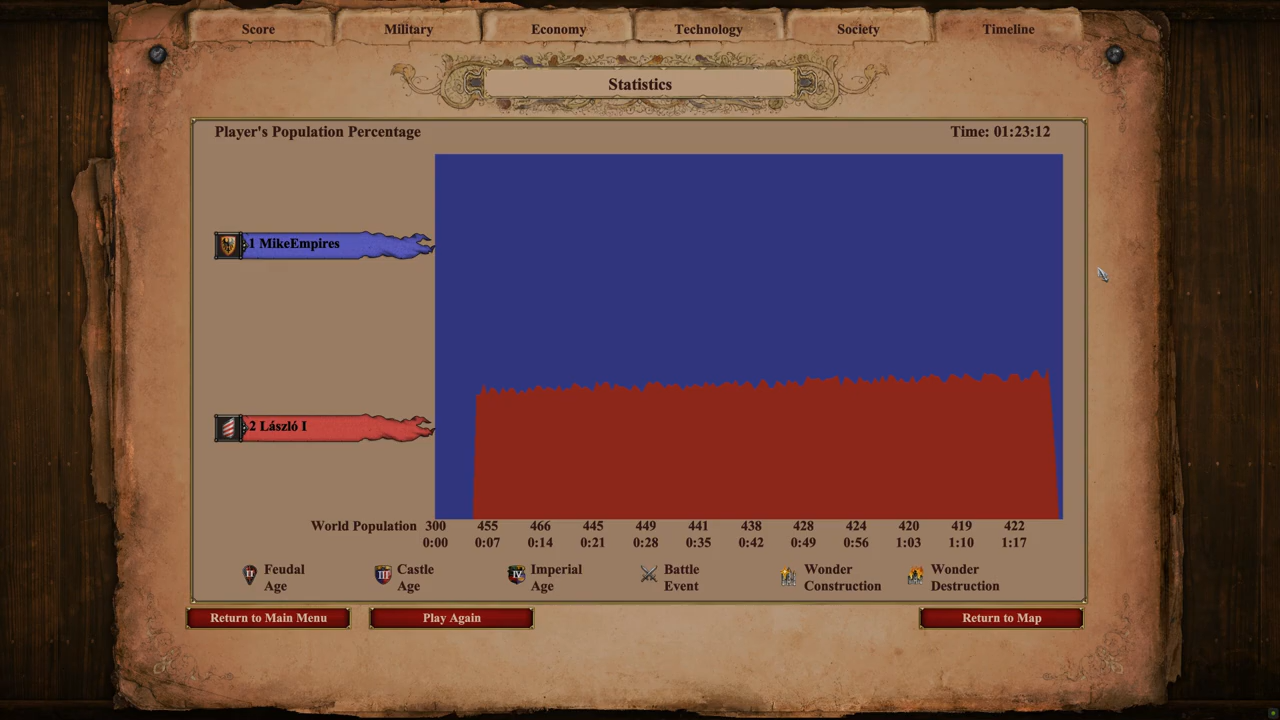 Score Military Economy Technology Society Timeline
Statistics
Player's Population Percentage Time: 01:23:12
1 MikeEmpires
2 László I
World Population 300 455 466 445 449 441 438 428 424 420 419 422
0:00 0:07 0:14 0:21 0:28 0:35 0:42 0:49 0:56 1:03 1:10 1:17
II Feudal Age
III Castle Age
IV Imperial Age
Battle Event
Wonder Construction
Wonder Destruction
Return to Main Menu Play Again Return to Map